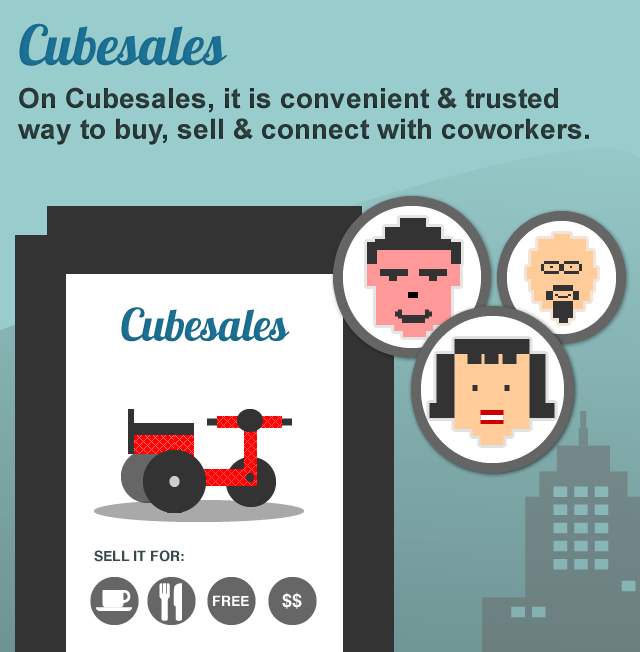 Cubesales
On Cubesales, it is convenient & trusted
way to buy, sell & connect with coworkers.
Cubesales
SELL IT FOR:
FREE $$